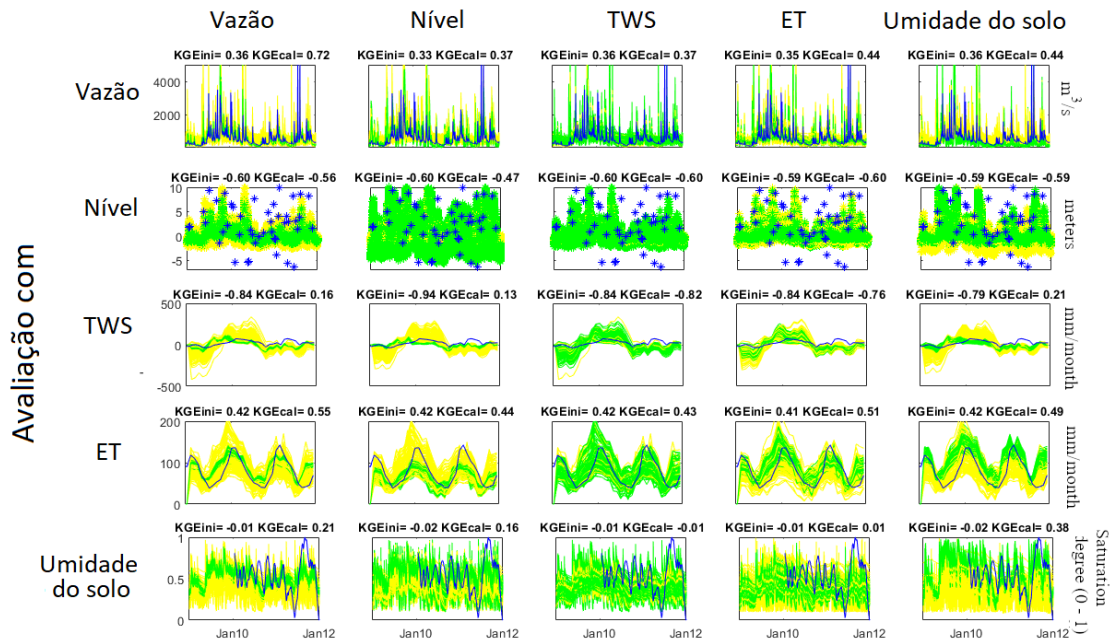 Vazão Nível TWS ET Umidade do solo
KGEini= 0.36 KGEcal= 0.72 KGEini= 0.33 KGEcal= 0.37 KGEini= 0.36 KGEcal= 0.37 KGEini= 0.35 KGEcal= 0.44 KGEini= 0.36 KGEcal= 0.44
Vazão
4000
2000
m³/s
KGEini= -0.60 KGEcal= -0.56 KGEini= -0.60 KGEcal= -0.47 KGEini= -0.60 KGEcal= -0.60 KGEini= -0.59 KGEcal= -0.60 KGEini= -0.59 KGEcal= -0.59
Nível
10
5
0
-5
meters
Avaliação com
KGEini= -0.84 KGEcal= 0.16 KGEini= -0.94 KGEcal= 0.13 KGEini= -0.84 KGEcal= -0.82 KGEini= -0.84 KGEcal= -0.76 KGEini= -0.79 KGEcal= 0.21
TWS
500
0
-500
mm/month
KGEini= 0.42 KGEcal= 0.55 KGEini= 0.42 KGEcal= 0.44 KGEini= 0.42 KGEcal= 0.43 KGEini= 0.41 KGEcal= 0.51 KGEini= 0.42 KGEcal= 0.49
ET
200
100
0
mm/month
KGEini= -0.01 KGEcal= 0.21 KGEini= -0.02 KGEcal= 0.16 KGEini= -0.01 KGEcal= -0.01 KGEini= -0.01 KGEcal= 0.01 KGEini= -0.02 KGEcal= 0.38
Umidade
do solo
1
0.5
0
Saturation
degree (0 - 1)
Jan10 Jan12 Jan10 Jan12 Jan10 Jan12 Jan10 Jan12 Jan10 Jan12